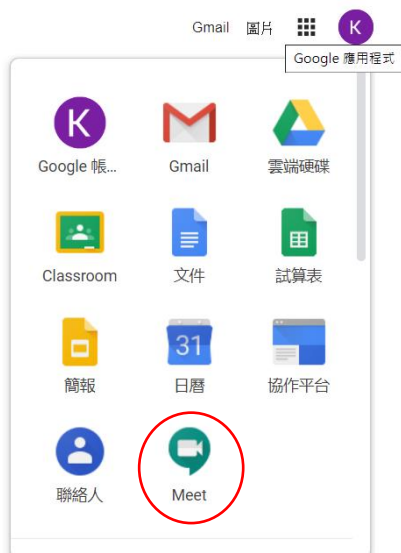 Gmail 圖片 K
Google 應用程式
K
Google 帳... Gmail 雲端硬碟
Classroom 文件 試算表
31
簡報 日曆 協作平台
聯絡人 Meet